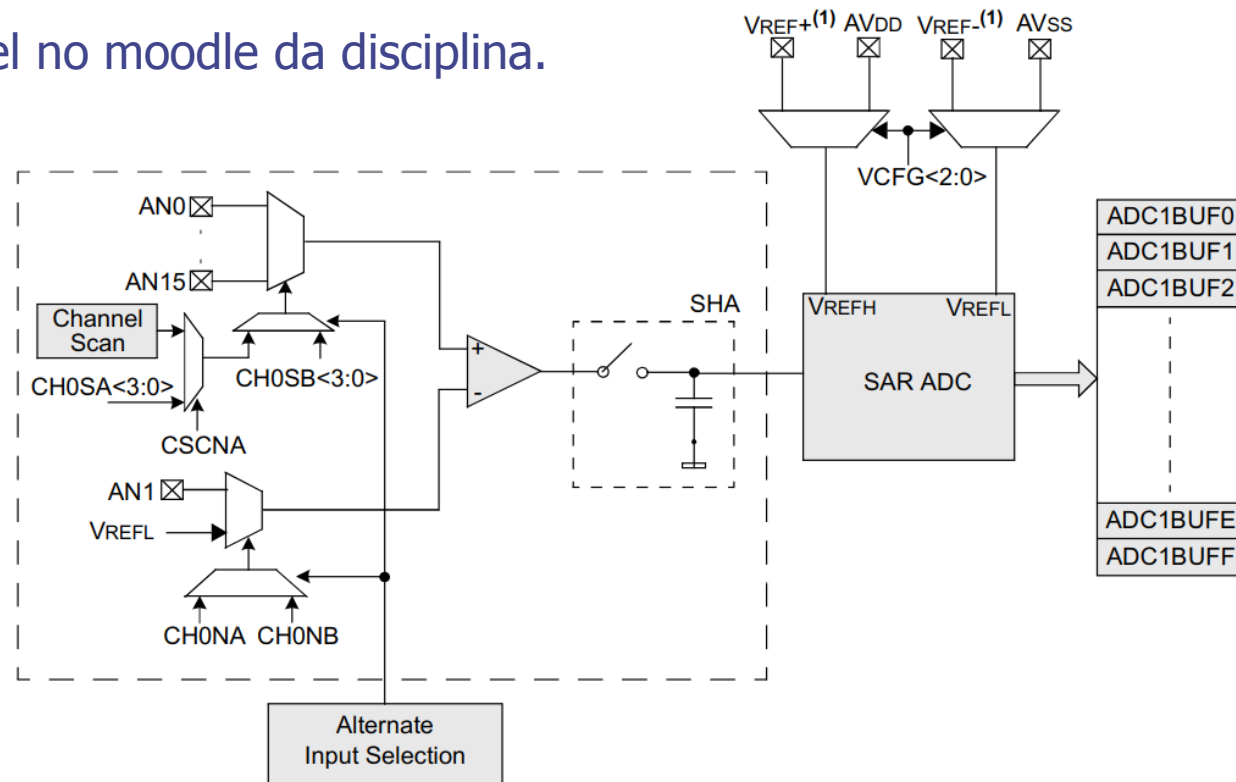 el no moodle da disciplina.
VREF+(1) AVDD VREF-(1) AVSS
VCFG<2:0>
AN0
AN15
Channel
Scan
CH0SA<3:0>
CH0SB<3:0>
CSCNA
AN1
VREFL
CH0NA CH0NB
+
-
SHA
VREFH VREFL
SAR ADC
ADC1BUF0
ADC1BUF1
ADC1BUF2
ADC1BUFE
ADC1BUFF
Alternate
Input Selection